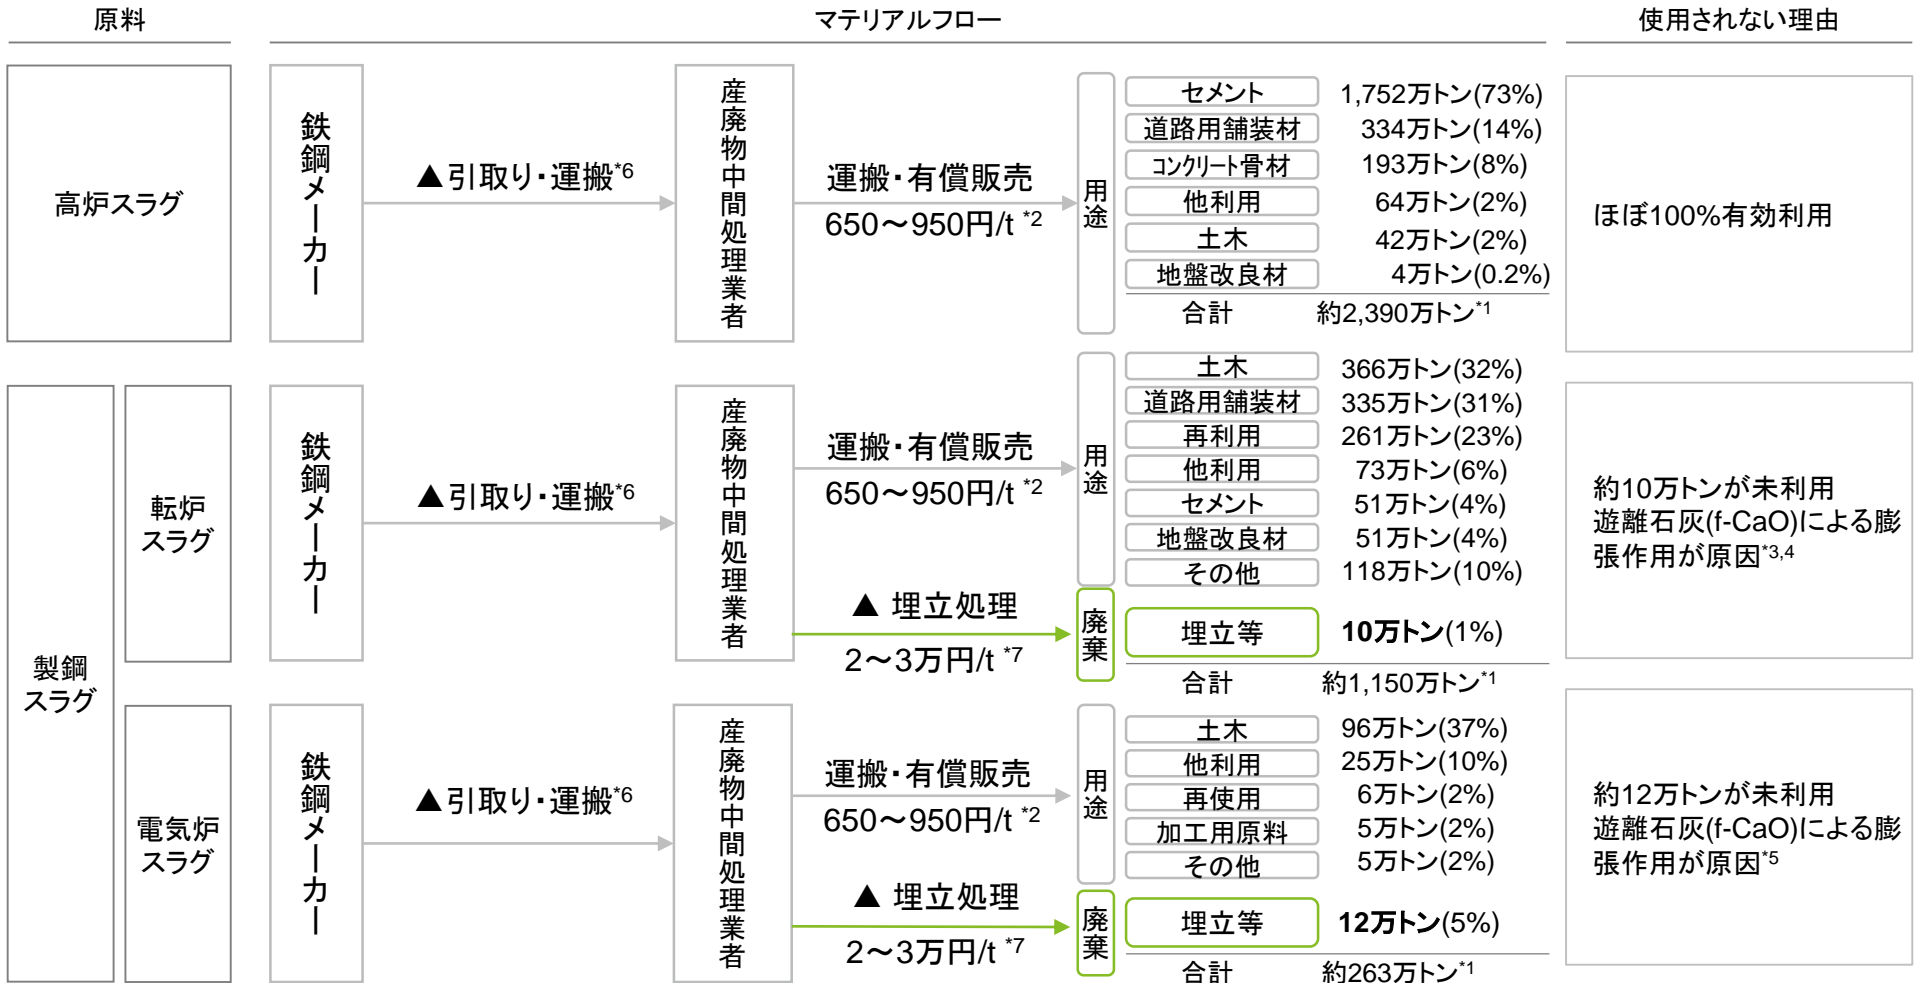 原料
マテリアルフロー
使用されない理由
高炉スラグ
鉄鋼メーカー
▲引取り・運搬*6
産廃物中間処理業者
運搬・有償販売
650～950円/t *2
用途
セメント 1,752万トン(73%)
道路用舗装材 334万トン(14%)
コンクリート骨材 193万トン(8%)
他利用 64万トン(2%)
土木 42万トン(2%)
地盤改良材 4万トン(0.2%)
合計 約2,390万トン*1
ほぼ100%有効利用
製鋼
スラグ
転炉
スラグ
鉄鋼メーカー
▲引取り・運搬*6
産廃物中間処理業者
運搬・有償販売
650～950円/t *2
用途
土木 366万トン(32%)
道路用舗装材 335万トン(31%)
再利用 261万トン(23%)
他利用 73万トン(6%)
セメント 51万トン(4%)
地盤改良材 51万トン(4%)
その他 118万トン(10%)
▲ 埋立処理
2～3万円/t *7
廃棄
埋立等 10万トン(1%)
合計 約1,150万トン*1
約10万トンが未利用
遊離石灰(f-CaO)による膨
張作用が原因*3,4
電気炉
スラグ
鉄鋼メーカー
▲引取り・運搬*6
産廃物中間処理業者
運搬・有償販売
650～950円/t *2
用途
土木 96万トン(37%)
他利用 25万トン(10%)
再使用 6万トン(2%)
加工用原料 5万トン(2%)
その他 5万トン(2%)
▲ 埋立処理
2～3万円/t *7
廃棄
埋立等 12万トン(5%)
合計 約263万トン*1
約12万トンが未利用
遊離石灰(f-CaO)による膨
張作用が原因*5